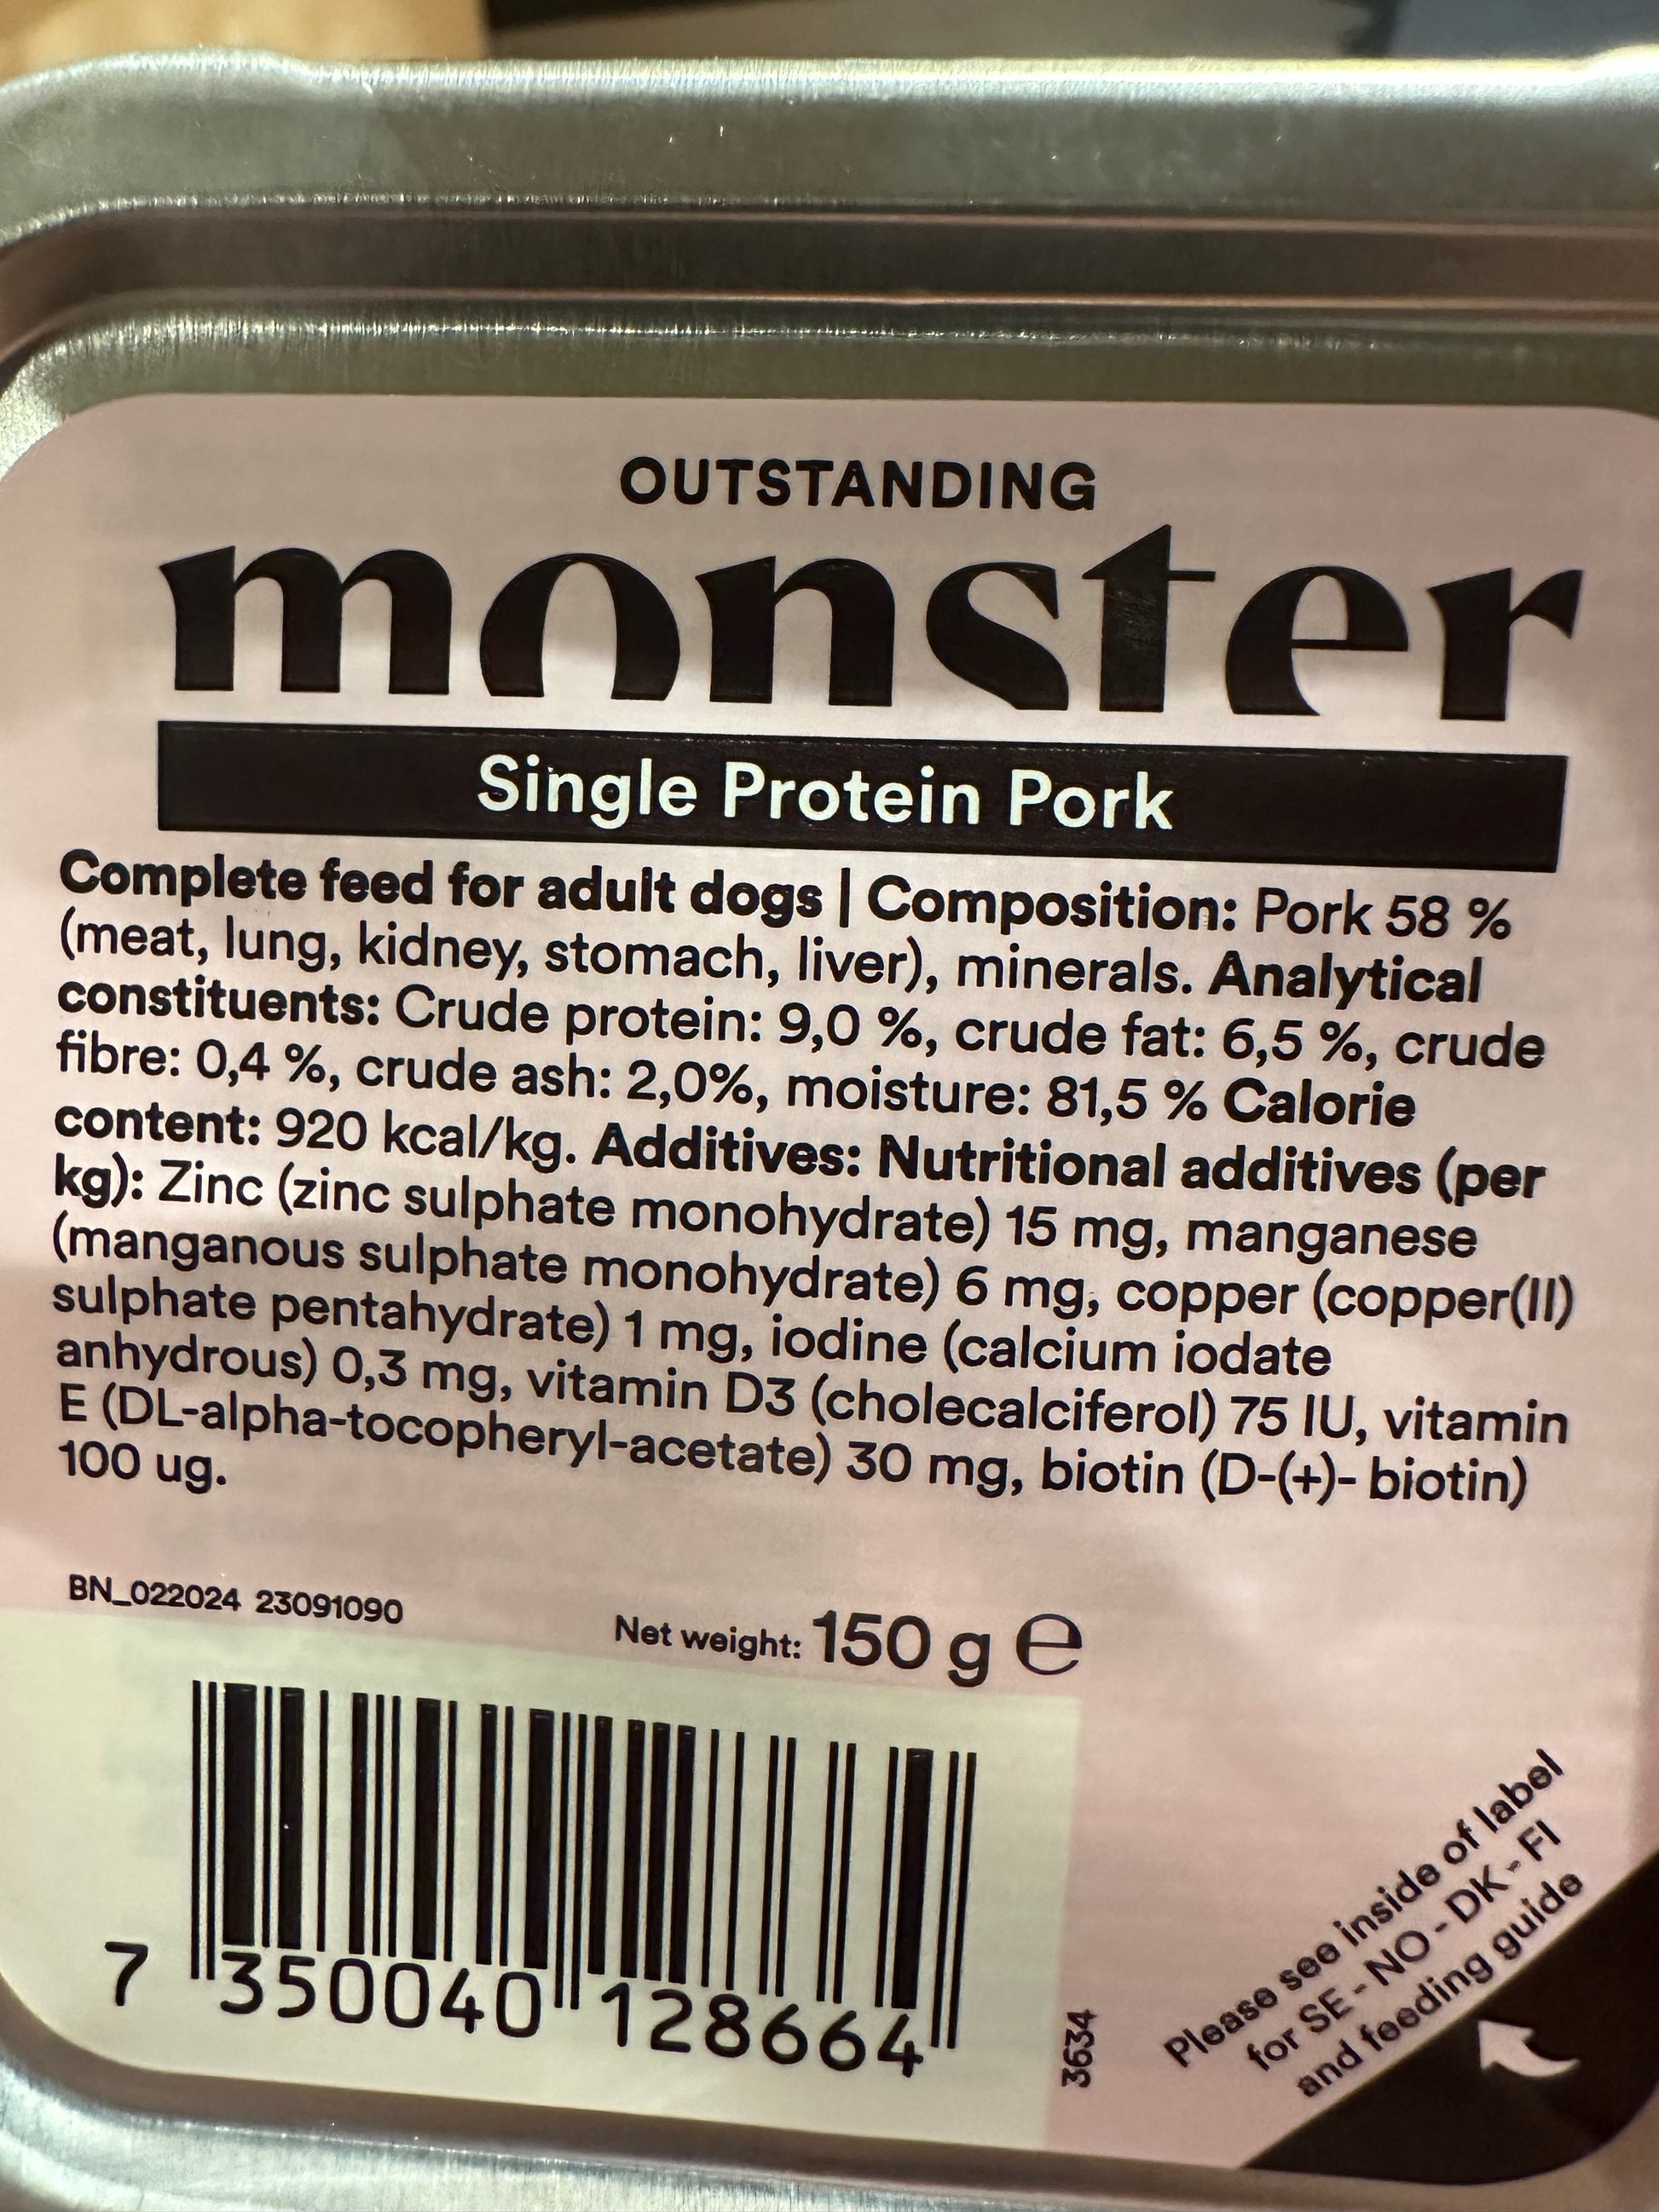 OUTSTANDING
monster
Single Protein Pork
Complete feed for adult dogs | Composition: Pork 58 %
(meat, lung, kidney, stomach, liver), minerals. Analytical
constituents: Crude protein: 9,0 %, crude fat: 6,5 %, crude
fibre: 0,4 %, crude ash: 2,0%, moisture: 81,5 % Calorie
content: 920 kcal/kg. Additives: Nutritional additives (per
kg): Zinc (zinc sulphate monohydrate) 15 mg, manganese
(manganous sulphate monohydrate) 6 mg, copper (copper(II)
sulphate pentahydrate) 1 mg, iodine (calcium iodate
anhydrous) 0,3 mg, vitamin D3 (cholecalciferol) 75 IU, vitamin
E (DL-alpha-tocopheryl-acetate) 30 mg, biotin (D-(+)- biotin)
100 ug.
BN_022024 23091090
Net weight: 150 g e
7 350040 128664
3634
Please see inside of label
for SE - NO - DK - FI
and feeding guide